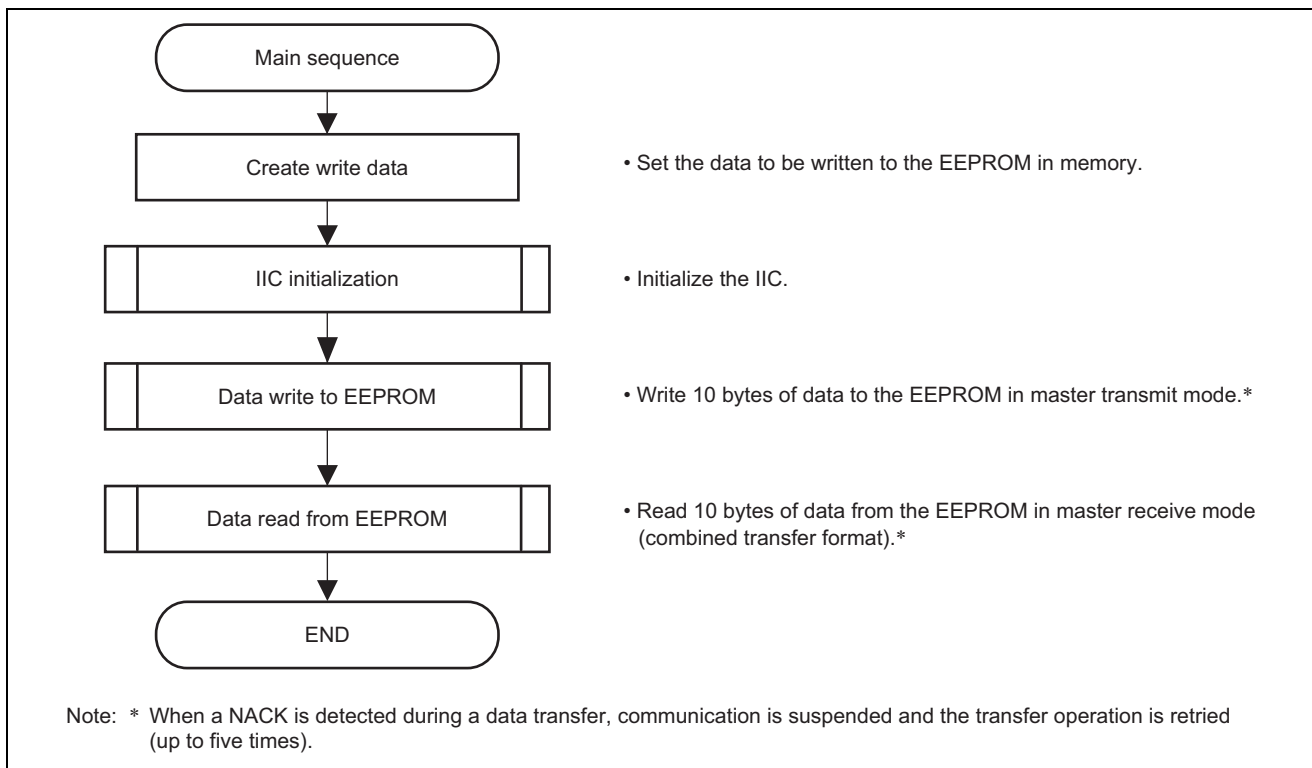 Main sequence
Create write data
• Set the data to be written to the EEPROM in memory.
IIC initialization
• Initialize the IIC.
Data write to EEPROM
• Write 10 bytes of data to the EEPROM in master transmit mode.*
Data read from EEPROM
• Read 10 bytes of data from the EEPROM in master receive mode
(combined transfer format).*
END
Note: * When a NACK is detected during a data transfer, communication is suspended and the transfer operation is retried
(up to five times).